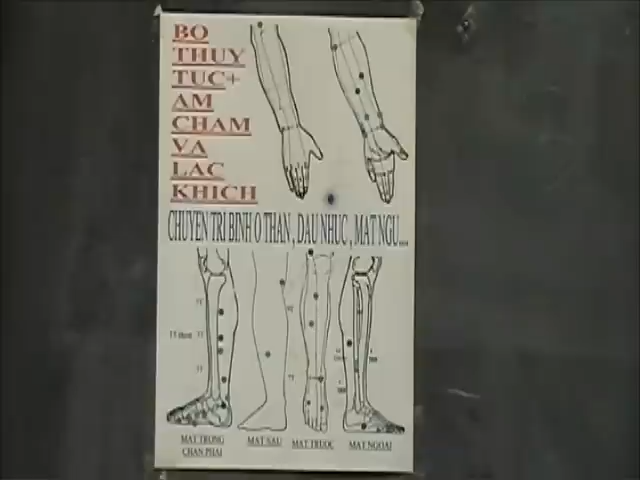 BO
THUY
TUC+
AM
CHAM
VA
LAC
KHICH
CHUYEN TRI BINH O THAN, DAU NHUC, MAT NGU...
MAT TRONG
CHAN PHAI
MAT SAU
MAT TRUOC
MAT NGOAI